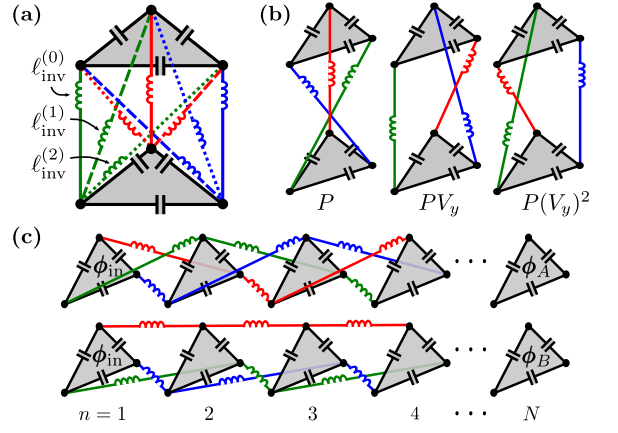 (a)
ℓ_inv^(0)
ℓ_inv^(1)
ℓ_inv^(2)
(b)
P PV_y P(V_y)^2
(c)
ϕ_in ϕ_A
ϕ_in ϕ_B
n = 1 2 3 4 N